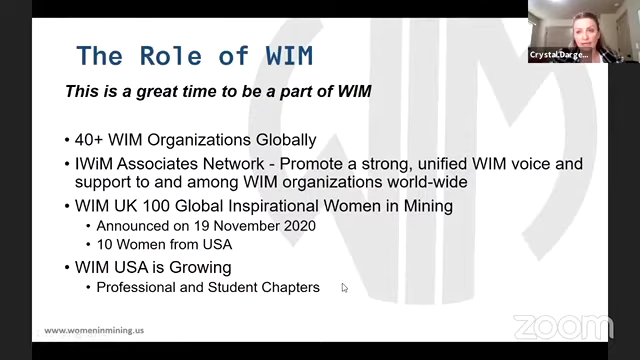 The Role of WIM
This is a great time to be a part of WIM
• 40+ WIM Organizations Globally
• IWiM Associates Network - Promote a strong, unified WIM voice and
support to and among WIM organizations world-wide
• WIM UK 100 Global Inspirational Women in Mining
• Announced on 19 November 2020
• 10 Women from USA
• WIM USA is Growing
• Professional and Student Chapters
www.womeninmining.us
Crystal Darge...
zoom